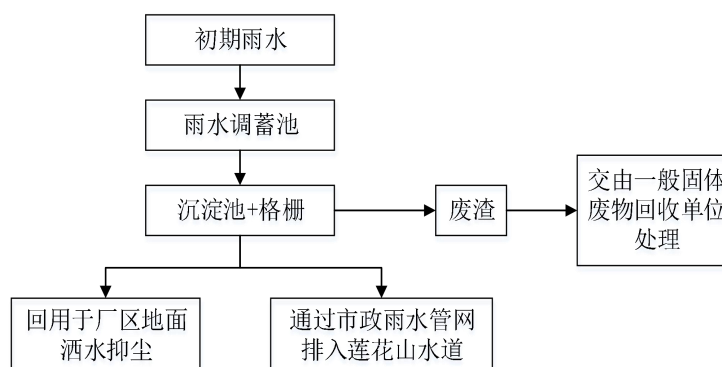 初期雨水
雨水调蓄池
沉淀池+格栅
废渣
交由一般固体
废物回收单位
处理
回用于厂区地面
洒水抑尘
通过市政雨水管网
排入莲花山水道